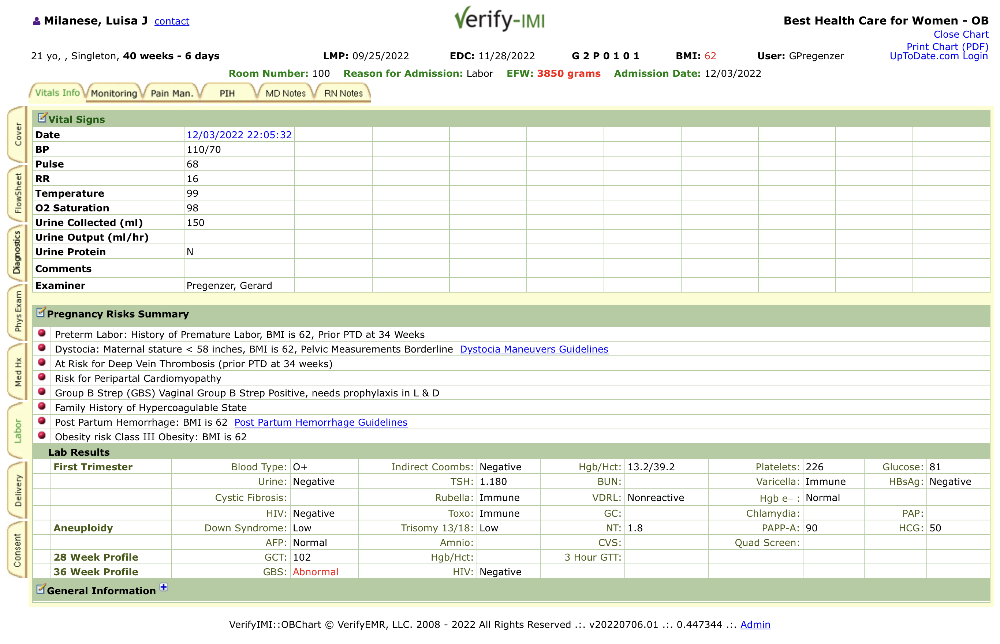 Milanese, Luisa J contact
Verify-IMI
Best Health Care for Women - OB
Close Chart
Print Chart (PDF)
21 yo, , Singleton, 40 weeks - 6 days LMP: 09/25/2022 EDC: 11/28/2022 G 2 P 0 1 0 1 BMI: 62 User: GPregenzer UpToDate.com Login
Room Number: 100 Reason for Admission: Labor EFW: 3850 grams Admission Date: 12/03/2022
Vitals Info Monitoring Pain Man. PIH MD Notes RN Notes
Cover
FlowSheet
Diagnostics
Phys Exam
Med Hx
Labor
Delivery
Consent
Vital Signs
Date 12/03/2022 22:05:32
BP 110/70
Pulse 68
RR 16
Temperature 99
O2 Saturation 98
Urine Collected (ml) 150
Urine Output (ml/hr)
Urine Protein N
Comments
Examiner Pregenzer, Gerard
Pregnancy Risks Summary
Preterm Labor: History of Premature Labor, BMI is 62, Prior PTD at 34 Weeks
Dystocia: Maternal stature < 58 inches, BMI is 62, Pelvic Measurements Borderline Dystocia Maneuvers Guidelines
At Risk for Deep Vein Thrombosis (prior PTD at 34 weeks)
Risk for Peripartal Cardiomyopathy
Group B Strep (GBS) Vaginal Group B Strep Positive, needs prophylaxis in L & D
Family History of Hypercoagulable State
Post Partum Hemorrhage: BMI is 62 Post Partum Hemorrhage Guidelines
Obesity risk Class III Obesity: BMI is 62
Lab Results
First Trimester Blood Type: O+ Indirect Coombs: Negative Hgb/Hct: 13.2/39.2 Platelets: 226 Glucose: 81
Urine: Negative TSH: 1.180 BUN: Varicella: Immune HBsAg: Negative
Cystic Fibrosis: Rubella: Immune VDRL: Nonreactive Hgb e– : Normal
HIV: Negative Toxo: Immune GC: Chlamydia: PAP:
Aneuploidy Down Syndrome: Low Trisomy 13/18: Low NT: 1.8 PAPP-A: 90 HCG: 50
AFP: Normal Amnio: CVS: Quad Screen:
28 Week Profile GCT: 102 Hgb/Hct: 3 Hour GTT:
36 Week Profile GBS: Abnormal HIV: Negative
General Information
VerifyIMI::OBChart © VerifyEMR, LLC. 2008 - 2022 All Rights Reserved .:. v20220706.01 .:. 0.447344 .:. Admin